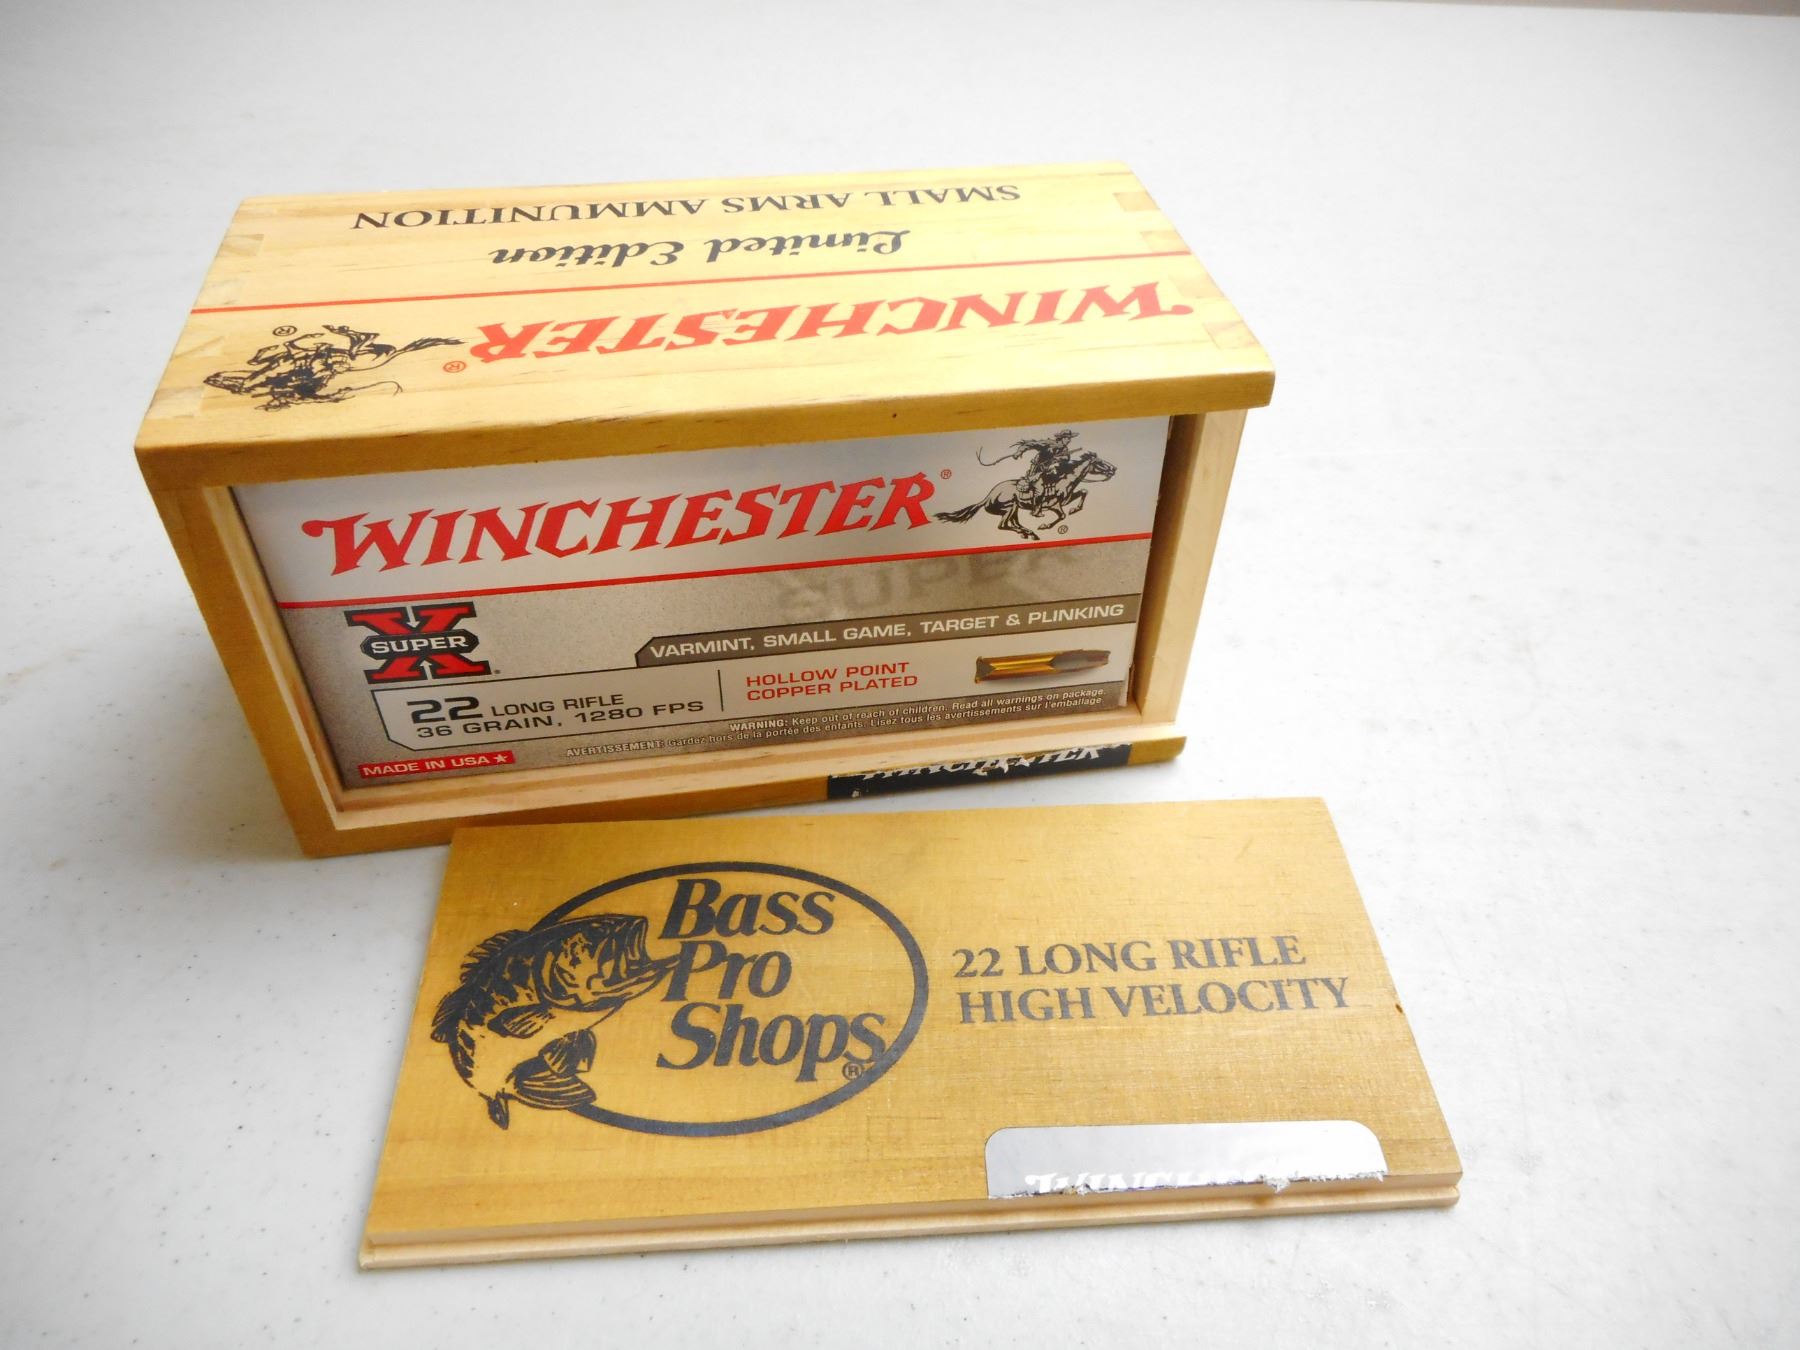 SMALL ARMS AMMUNITION
Limited Edition
WINCHESTER®
WINCHESTER®
SUPER X
VARMINT, SMALL GAME, TARGET & PLINKING
22 LONG RIFLE
36 GRAIN, 1280 FPS
HOLLOW POINT
COPPER PLATED
WARNING: Keep out of reach of children. Read all warnings on package.
AVERTISSEMENT: Gardez hors de la portée des enfants. Lisez tous les avertissements sur l'emballage.
MADE IN USA★
WINCHESTER
Bass
Pro
Shops®
22 LONG RIFLE
HIGH VELOCITY